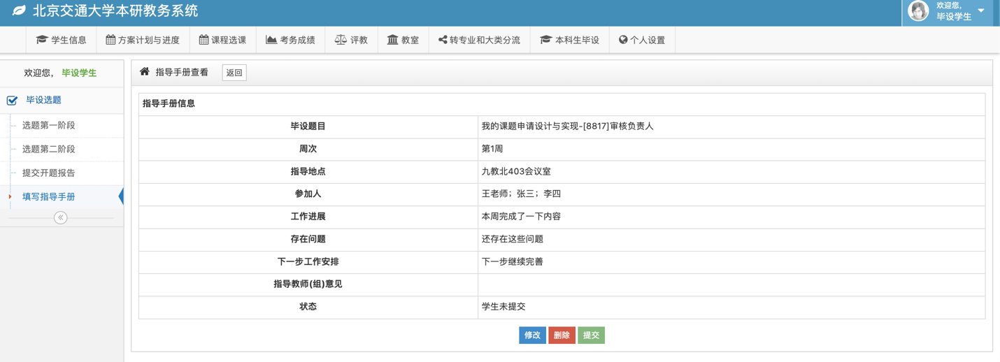 北京交通大学本研教务系统
欢迎您，
毕设学生
学生信息 方案计划与进度 课程选课 考务成绩 评教 教室 转专业和大类分流 本科生毕设 个人设置
欢迎您， 毕设学生
毕设选题
选题第一阶段
选题第二阶段
提交开题报告
填写指导手册
指导手册查看 返回
指导手册信息
毕设题目 我的课题申请设计与实现-[8817]审核负责人
周次 第1周
指导地点 九教北403会议室
参加人 王老师；张三；李四
工作进展 本周完成了一下内容
存在问题 还存在这些问题
下一步工作安排 下一步继续完善
指导教师(组)意见
状态 学生未提交
修改 删除 提交